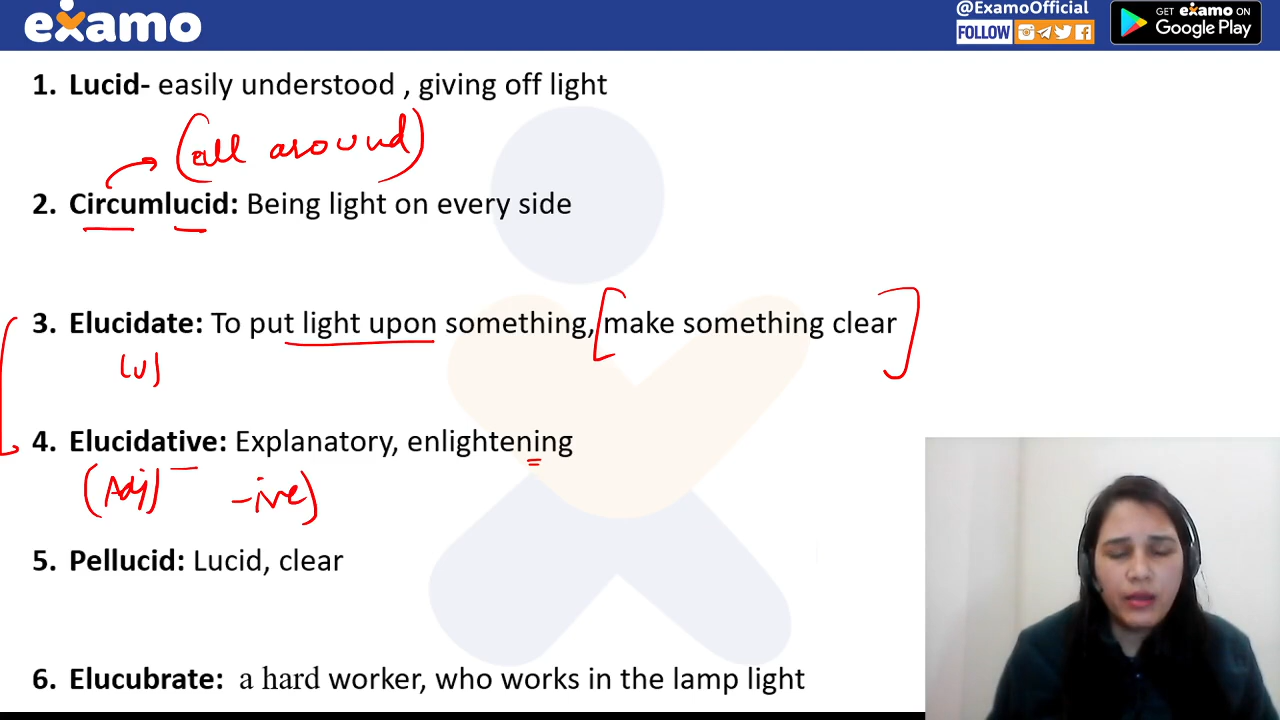 examo
@ExamoOfficial
FOLLOW
GET examo ON
Google Play
1. Lucid- easily understood , giving off light
(all around)
2. Circumlucid: Being light on every side
3. Elucidate: To put light upon something, [make something clear]
(v)
4. Elucidative: Explanatory, enlightening
(Adj) -ive)
5. Pellucid: Lucid, clear
6. Elucubrate: a hard worker, who works in the lamp light